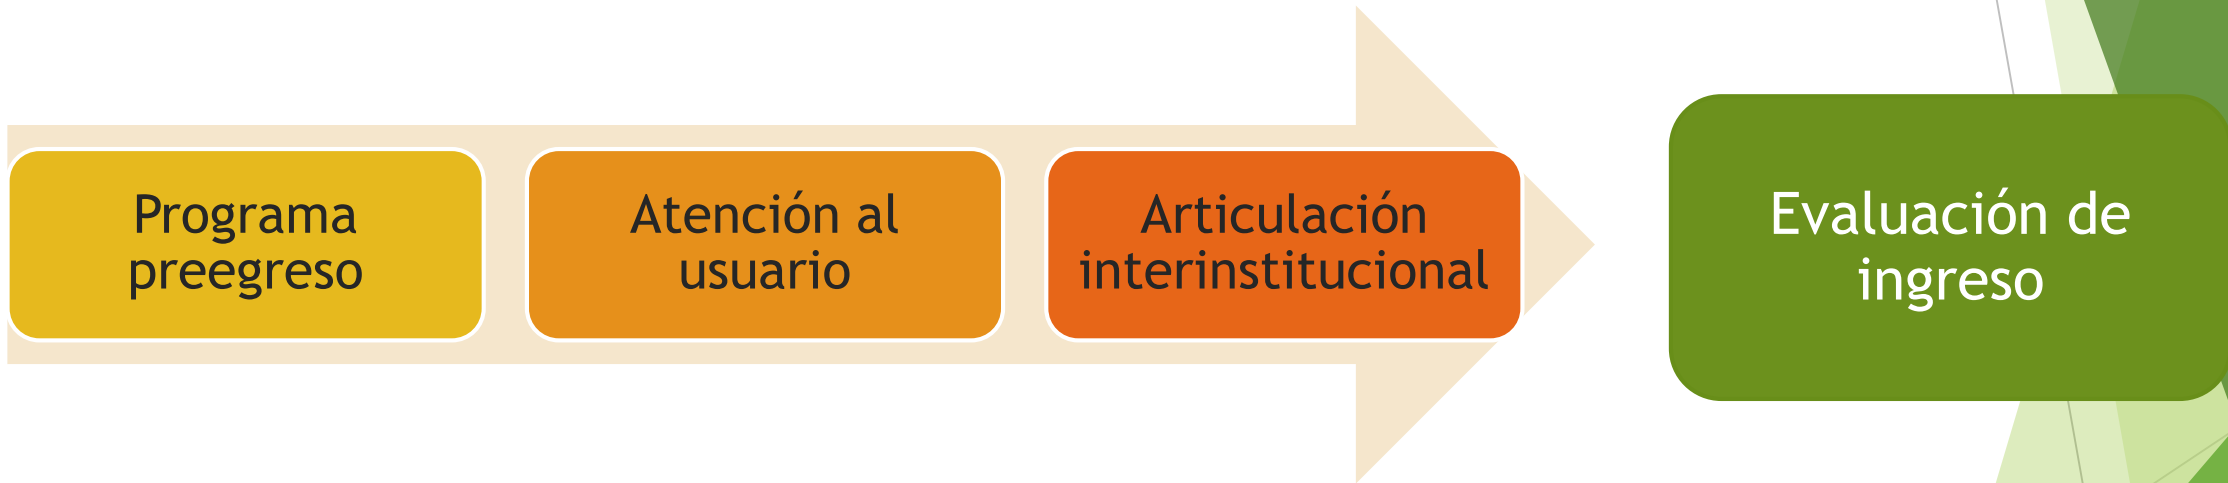 Programa
preegreso
Atención al
usuario
Articulación
interinstitucional
Evaluación de
ingreso